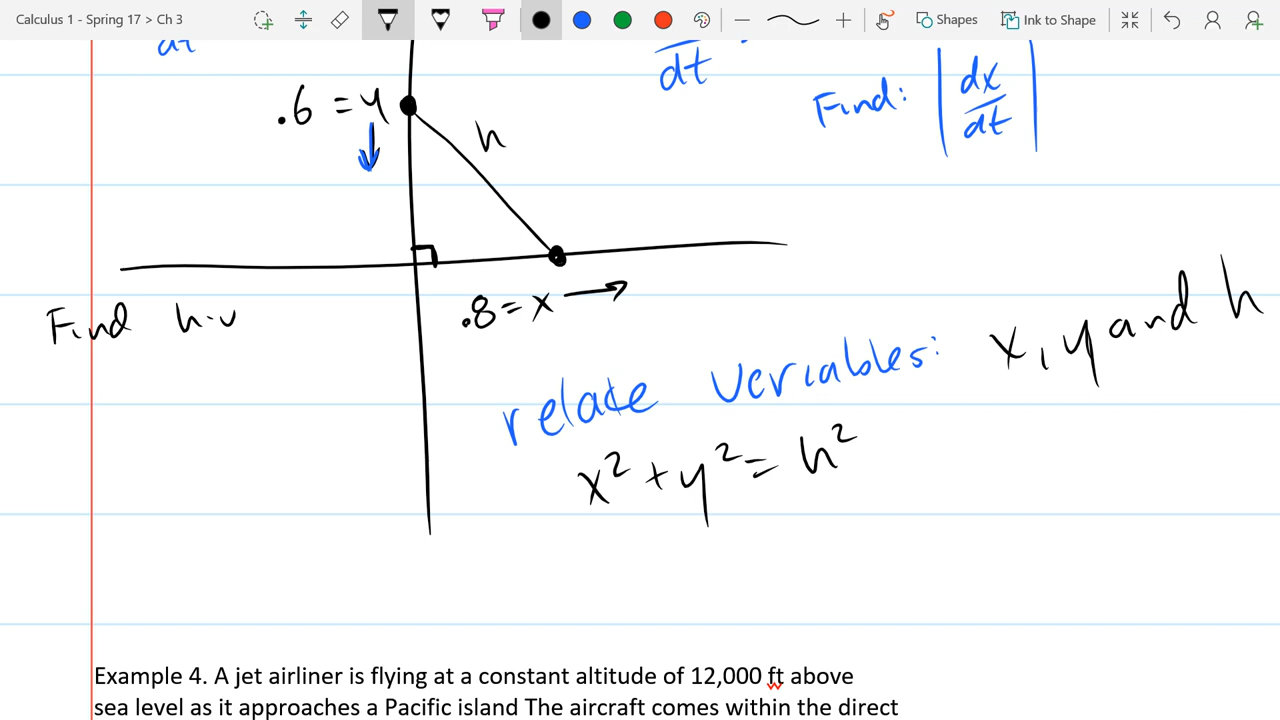 Calculus 1 - Spring 17 > Ch 3
Shapes
Ink to Shape
dt
dt
Find: | dx/dt |
.6 = y
h
.8 = x
Find
relate variables: x, y and h
x² + y² = h²
Example 4. A jet airliner is flying at a constant altitude of 12,000 ft above
sea level as it approaches a Pacific island The aircraft comes within the direct